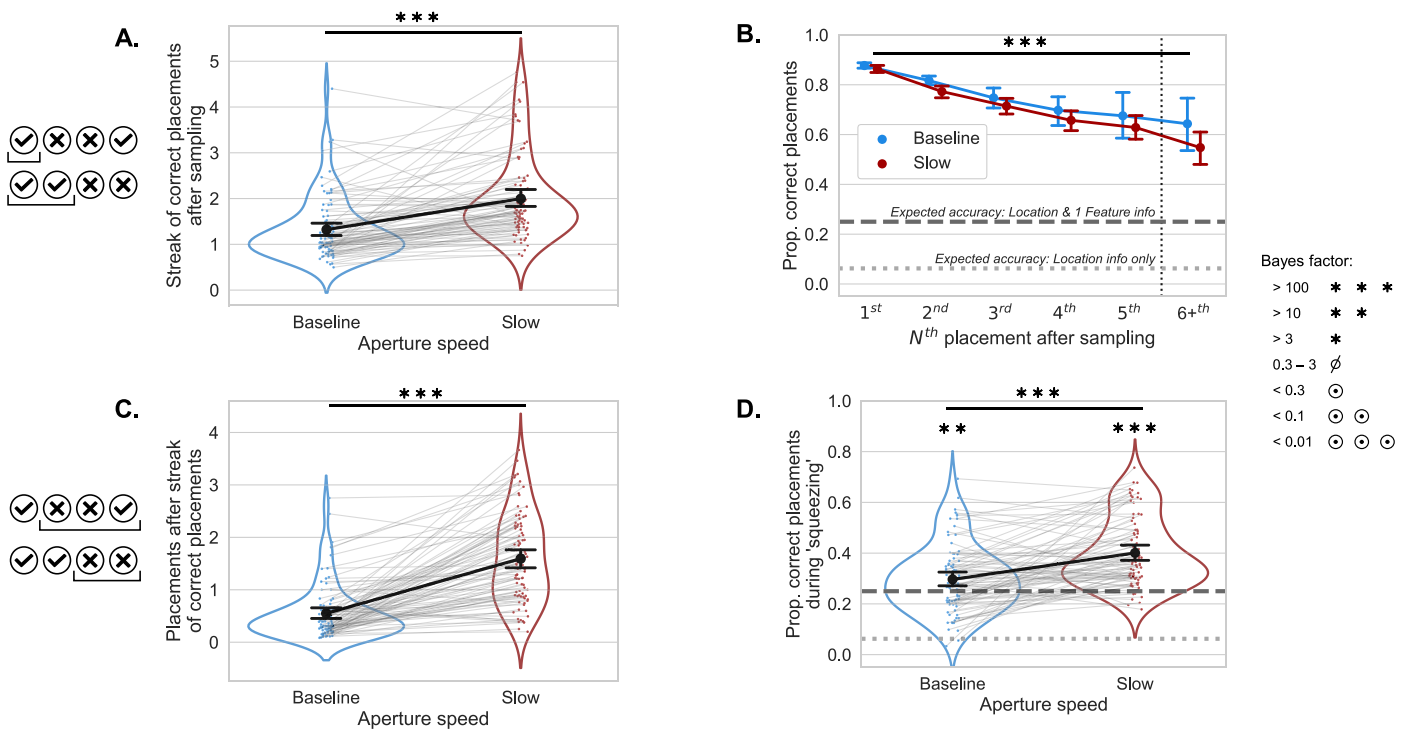 A.
***
Streak of correct placements
after sampling
5
4
3
2
1
0
Baseline
Slow
Aperture speed
B.
***
Prop. correct placements
1.0
0.8
0.6
0.4
0.2
0.0
Baseline
Slow
Expected accuracy: Location & 1 Feature info
Expected accuracy: Location info only
1st
2nd
3rd
4th
5th
6+th
Nth placement after sampling
C.
***
Placements after streak
of correct placements
4
3
2
1
0
Baseline
Slow
Aperture speed
D.
***
**
***
Prop. correct placements
during 'squeezing'
1.0
0.8
0.6
0.4
0.2
0.0
Baseline
Slow
Aperture speed
Bayes factor:
> 100 * * *
> 10 * *
> 3 *
0.3 – 3 ∅
< 0.3 ⊙
< 0.1 ⊙ ⊙
< 0.01 ⊙ ⊙ ⊙